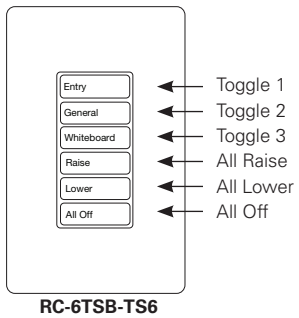 Entry
Toggle 1
General
Toggle 2
Whiteboard
Toggle 3
Raise
All Raise
Lower
All Lower
All Off
All Off
RC-6TSB-TS6